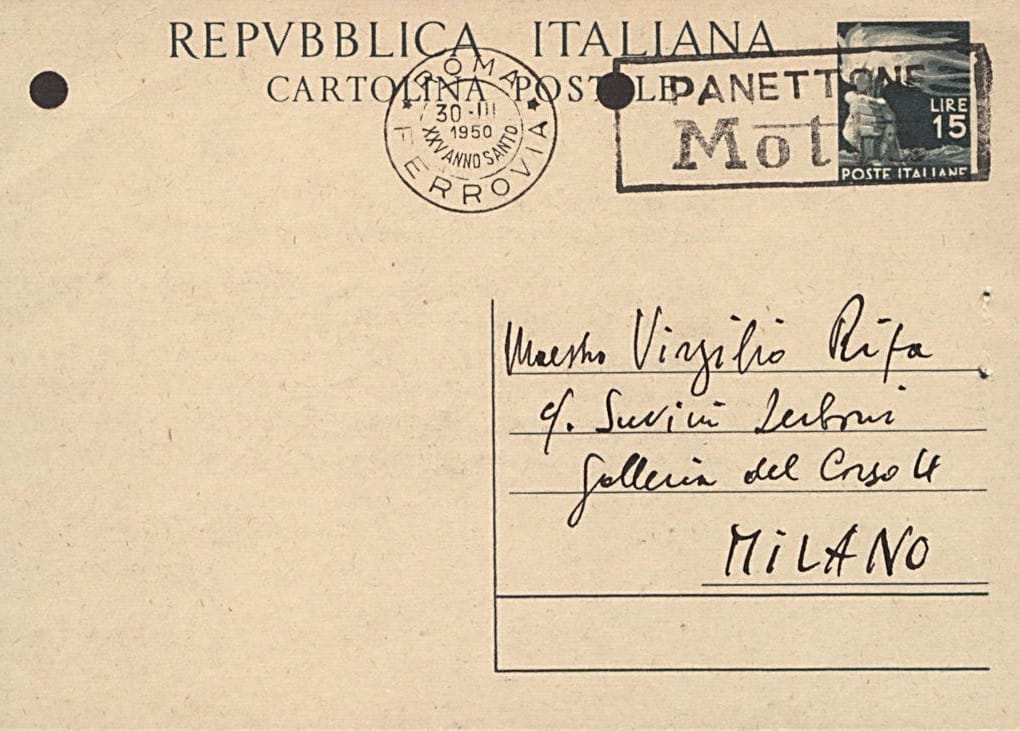 REPVBBLICA ITALIANA
CARTOLINA POSTALE
ROMA FERROVIA
30-III
1950
XXV ANNO SANTO
PANETTONE
Motta
LIRE
15
POSTE ITALIANE
Maestro Virgilio Rifa
c/. Suvini Zerboni
Galleria del Corso 4
MiLANO